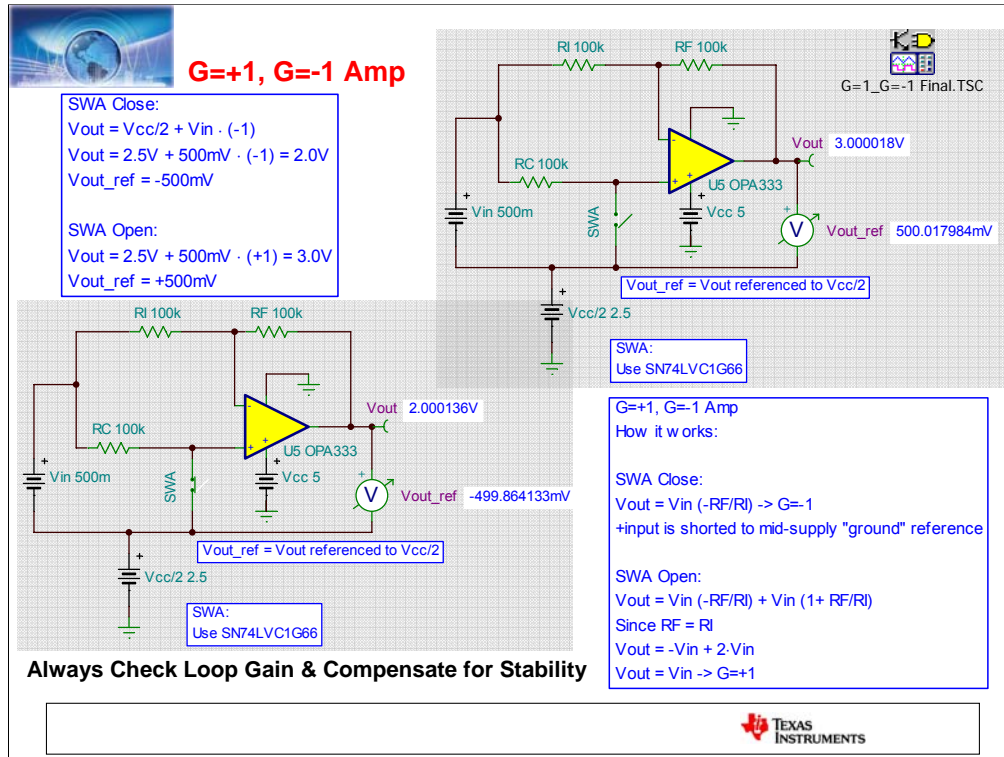 G=+1, G=-1 Amp
SWA Close:
Vout = Vcc/2 + Vin · (-1)
Vout = 2.5V + 500mV · (-1) = 2.0V
Vout_ref = -500mV
SWA Open:
Vout = 2.5V + 500mV · (+1) = 3.0V
Vout_ref = +500mV
RI 100k
RF 100k
G=1_G=-1 Final.TSC
Vout 3.000018V
RC 100k
U5 OPA333
Vin 500m
SWA
Vcc 5
V
Vout_ref 500.017984mV
Vout_ref = Vout referenced to Vcc/2
Vcc/2 2.5
SWA:
Use SN74LVC1G66
RI 100k
RF 100k
Vout 2.000136V
RC 100k
U5 OPA333
Vin 500m
SWA
Vcc 5
V
Vout_ref -499.864133mV
Vout_ref = Vout referenced to Vcc/2
Vcc/2 2.5
SWA:
Use SN74LVC1G66
G=+1, G=-1 Amp
How it works:
SWA Close:
Vout = Vin (-RF/RI) -> G=-1
+input is shorted to mid-supply "ground" reference
SWA Open:
Vout = Vin (-RF/RI) + Vin (1+ RF/RI)
Since RF = RI
Vout = -Vin + 2·Vin
Vout = Vin -> G=+1
Always Check Loop Gain & Compensate for Stability
TEXAS
INSTRUMENTS